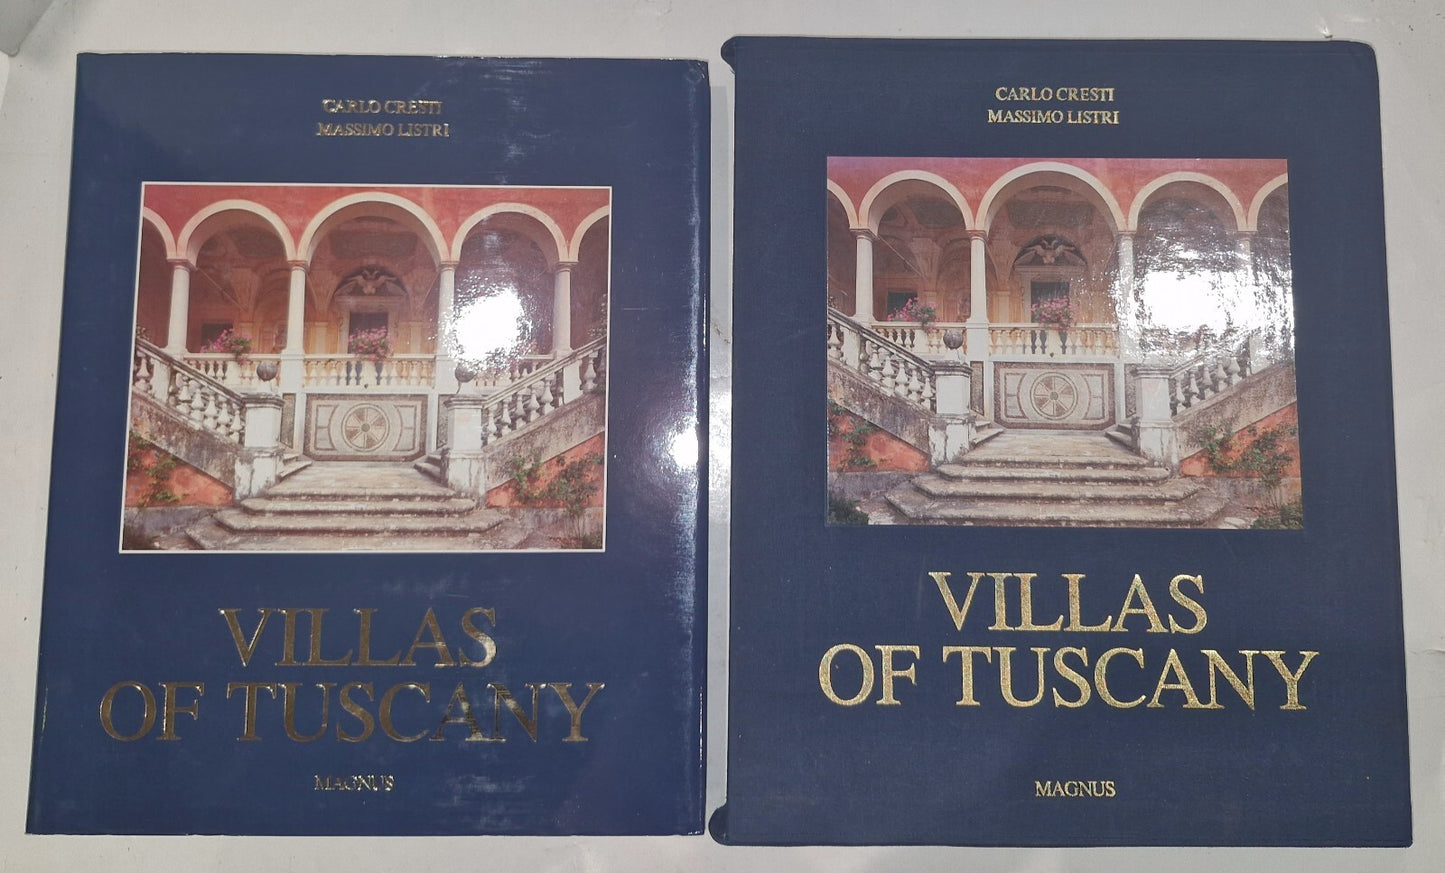 CARLO CRESTI
MASSIMO LISTRI
VILLAS
OF TUSCANY
MAGNUS
CARLO CRESTI
MASSIMO LISTRI
VILLAS
OF TUSCANY
MAGNUS